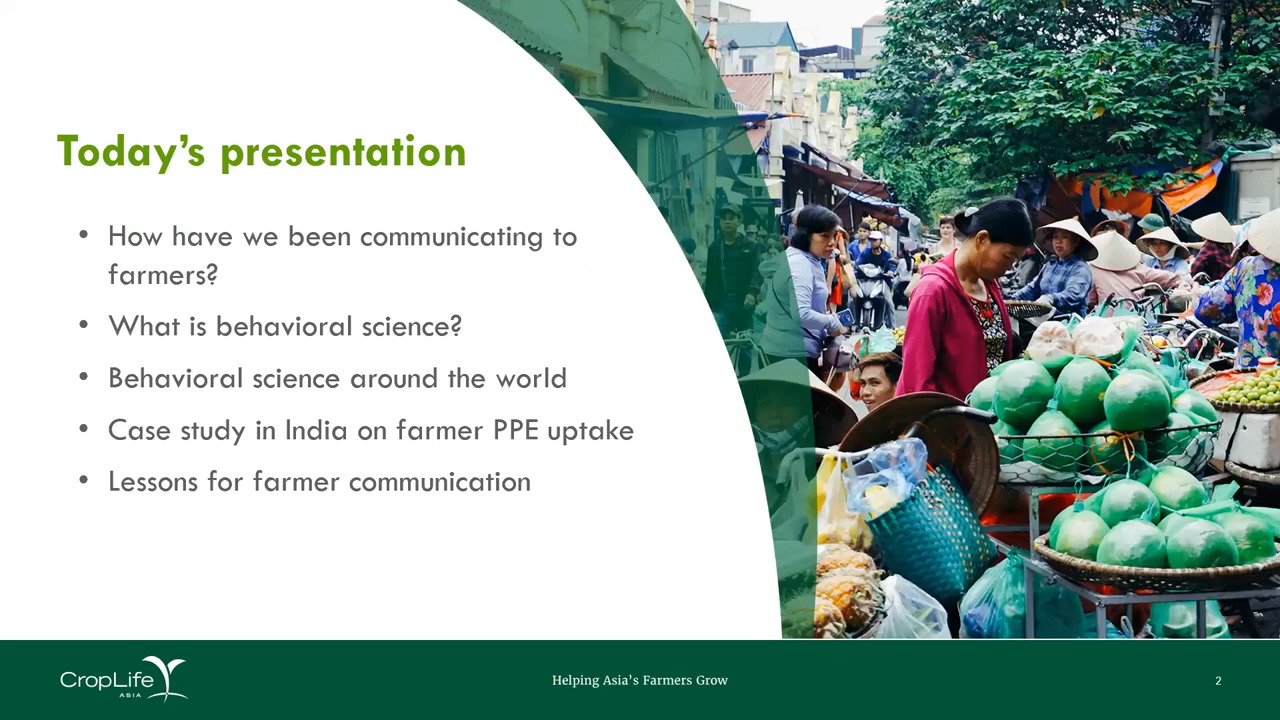 Today’s presentation
• How have we been communicating to
farmers?
• What is behavioral science?
• Behavioral science around the world
• Case study in India on farmer PPE uptake
• Lessons for farmer communication
CropLife
ASIA
Helping Asia’s Farmers Grow
2